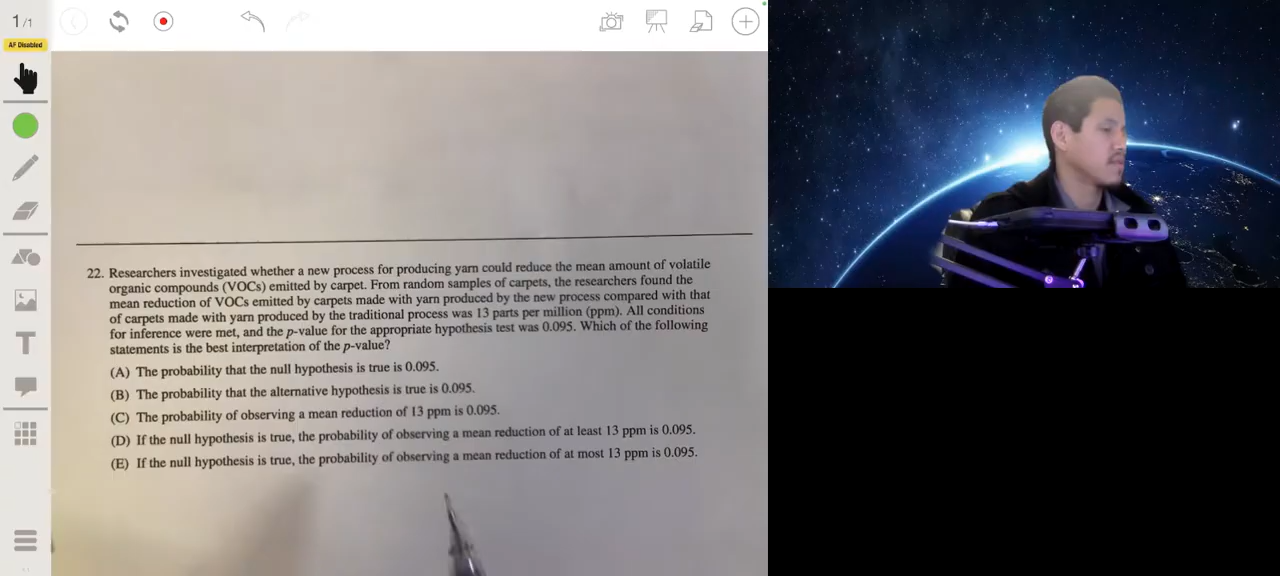 1/1
AF Disabled
T
22. Researchers investigated whether a new process for producing yarn could reduce the mean amount of volatile
organic compounds (VOCs) emitted by carpet. From random samples of carpets, the researchers found the
mean reduction of VOCs emitted by carpets made with yarn produced by the new process compared with that
of carpets made with yarn produced by the traditional process was 13 parts per million (ppm). All conditions
for inference were met, and the p-value for the appropriate hypothesis test was 0.095. Which of the following
statements is the best interpretation of the p-value?
(A) The probability that the null hypothesis is true is 0.095.
(B) The probability that the alternative hypothesis is true is 0.095.
(C) The probability of observing a mean reduction of 13 ppm is 0.095.
(D) If the null hypothesis is true, the probability of observing a mean reduction of at least 13 ppm is 0.095.
(E) If the null hypothesis is true, the probability of observing a mean reduction of at most 13 ppm is 0.095.